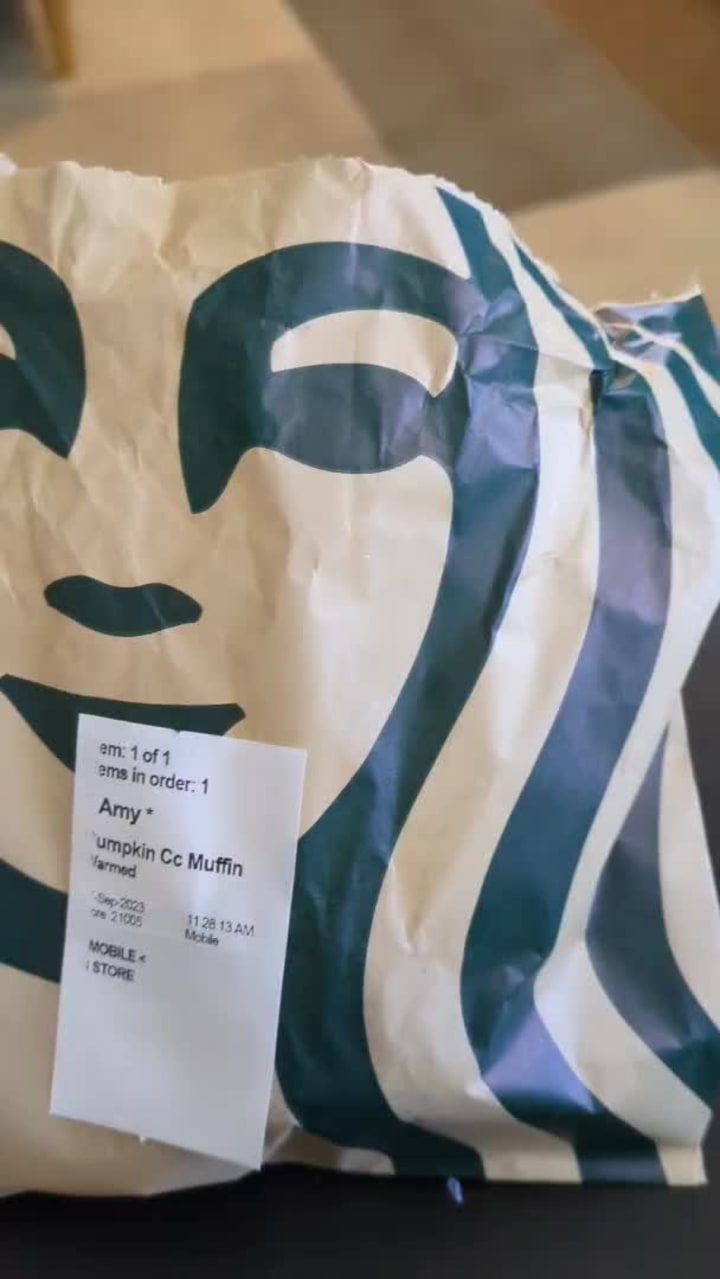 em: 1 of 1
ems in order: 1
Amy *
umpkin Cc Muffin
armed
-Sep-2023
ore 21005 11:28:13 AM
Mobile
MOBILE <
STORE